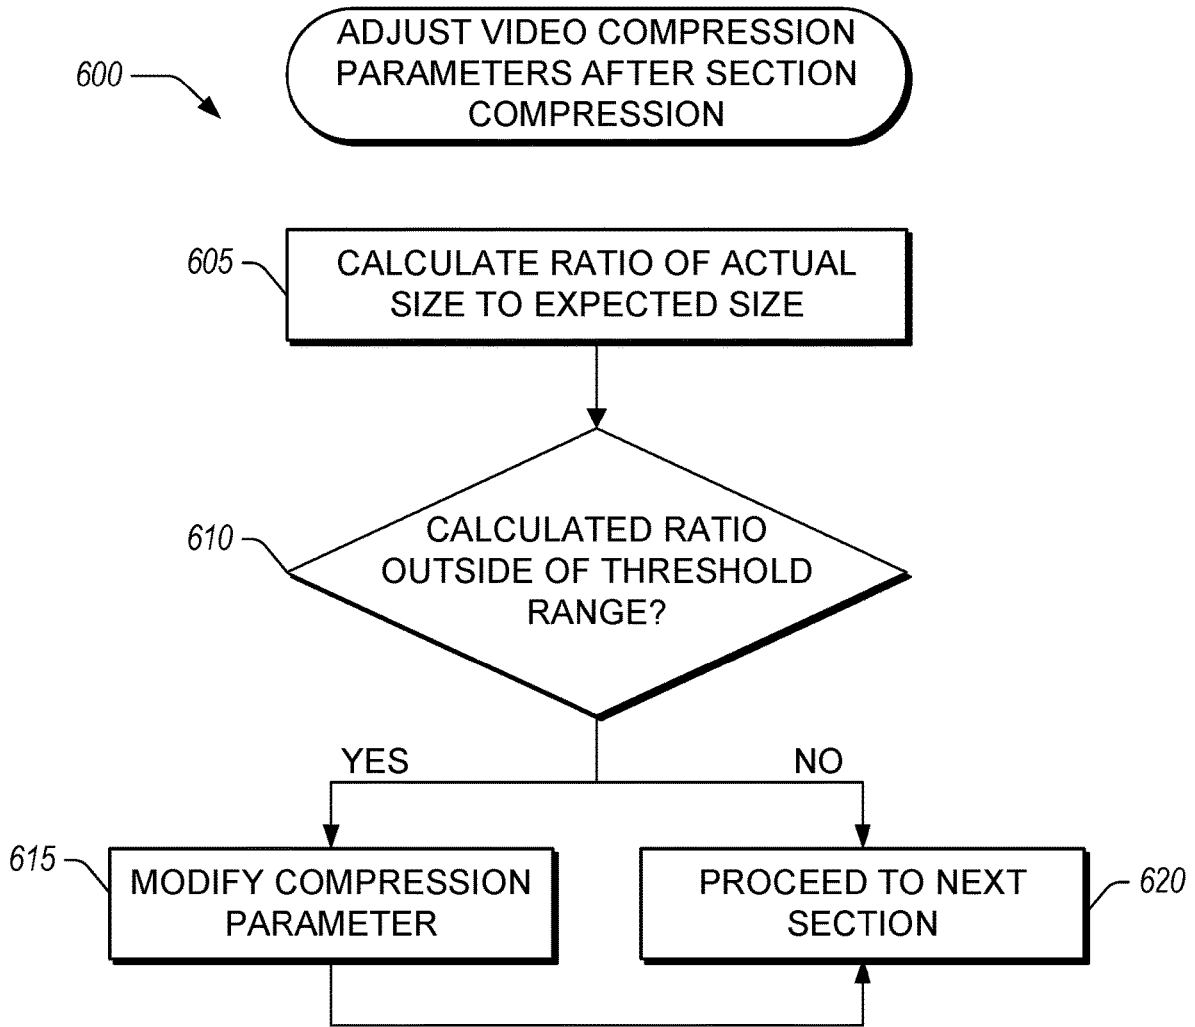 600
ADJUST VIDEO COMPRESSION
PARAMETERS AFTER SECTION
COMPRESSION
605
CALCULATE RATIO OF ACTUAL
SIZE TO EXPECTED SIZE
610
CALCULATED RATIO
OUTSIDE OF THRESHOLD
RANGE?
YES
NO
615
MODIFY COMPRESSION
PARAMETER
PROCEED TO NEXT
SECTION
620